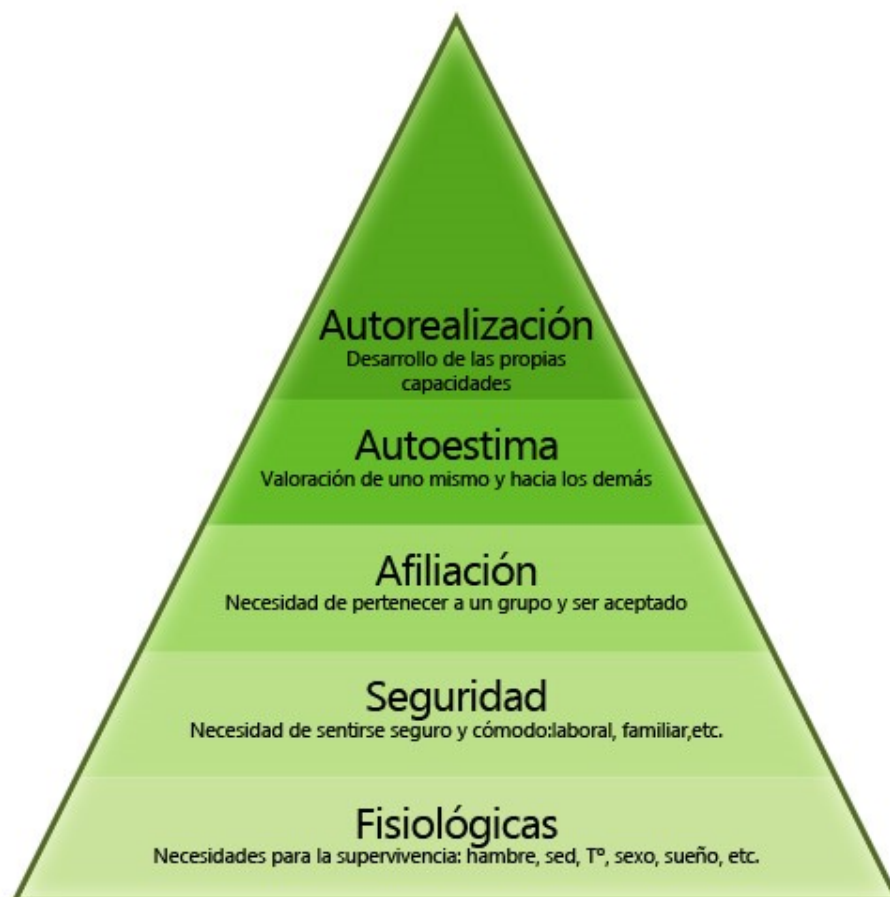 Autorealización
Desarrollo de las propias
capacidades
Autoestima
Valoración de uno mismo y hacia los demás
Afiliación
Necesidad de pertenecer a un grupo y ser aceptado
Seguridad
Necesidad de sentirse seguro y cómodo:laboral, familiar,etc.
Fisiológicas
Necesidades para la supervivencia: hambre, sed, Tº, sexo, sueño, etc.